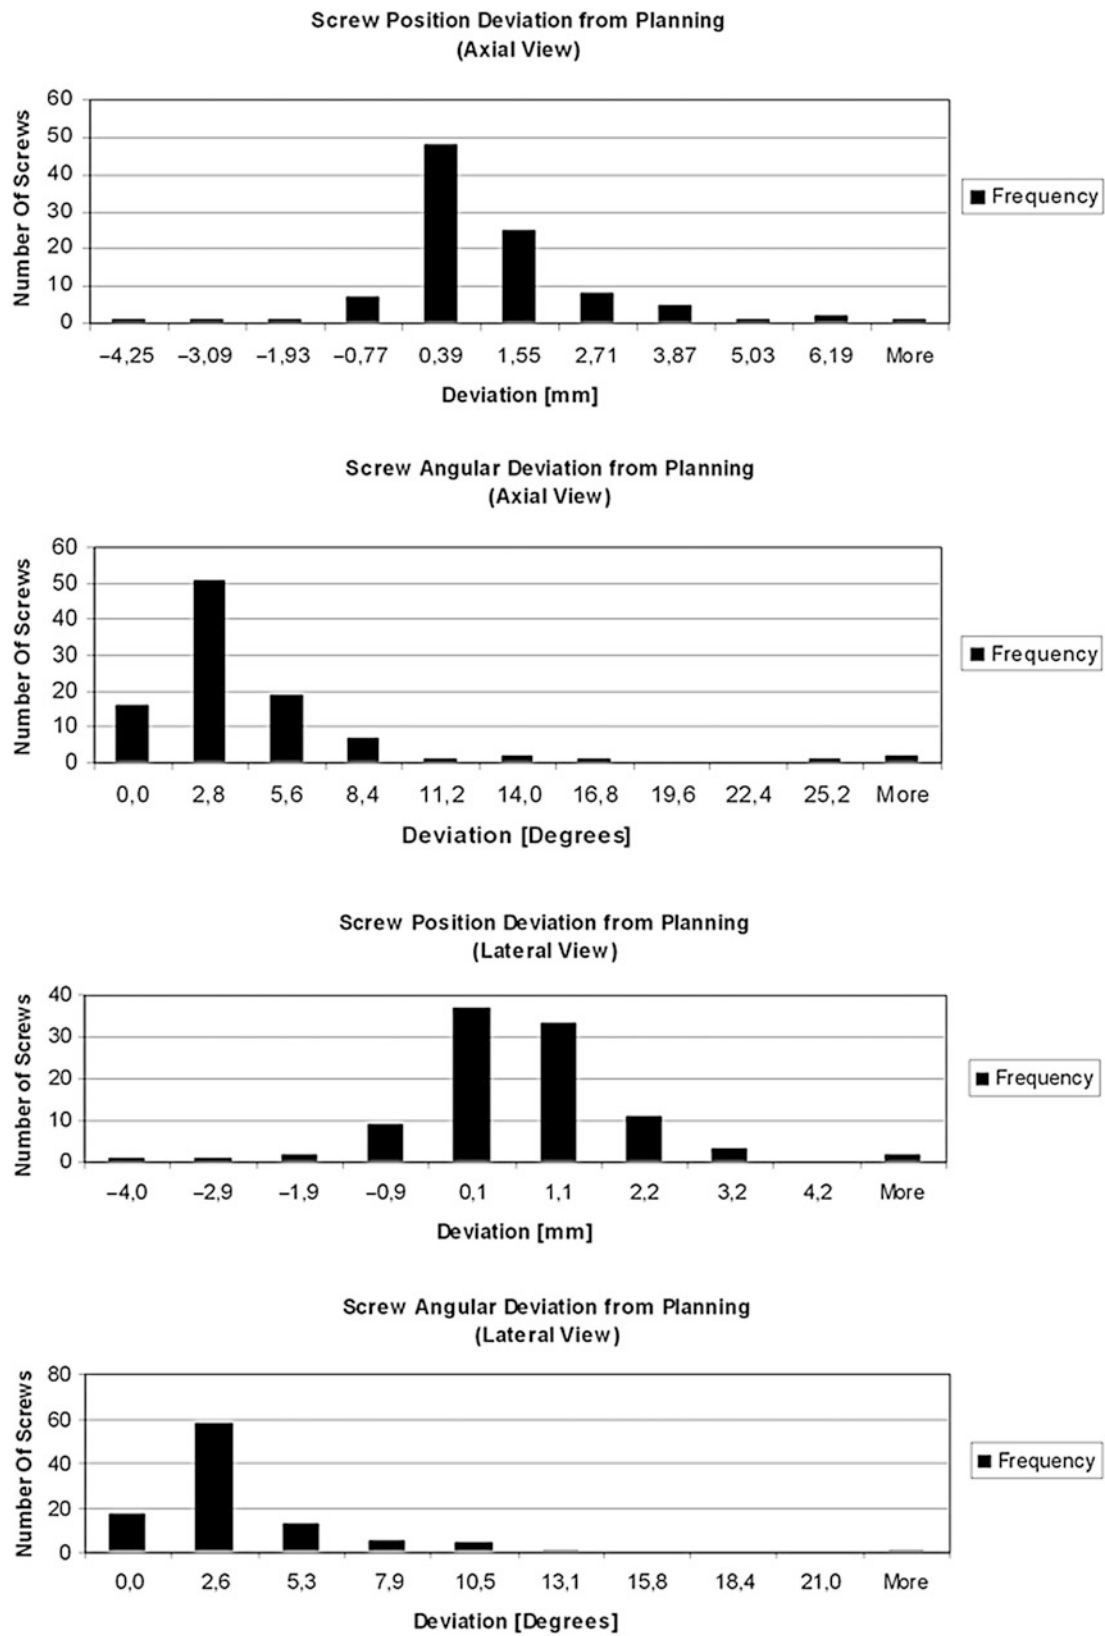 Screw Position Deviation from Planning
(Axial View)
Number Of Screws
60
50
40
30
20
10
0
Frequency
−4,25 −3,09 −1,93 −0,77 0,39 1,55 2,71 3,87 5,03 6,19 More
Deviation [mm]
Screw Angular Deviation from Planning
(Axial View)
Number Of Screws
60
50
40
30
20
10
0
Frequency
0,0 2,8 5,6 8,4 11,2 14,0 16,8 19,6 22,4 25,2 More
Deviation [Degrees]
Screw Position Deviation from Planning
(Lateral View)
Number of Screws
40
30
20
10
0
Frequency
−4,0 −2,9 −1,9 −0,9 0,1 1,1 2,2 3,2 4,2 More
Deviation [mm]
Screw Angular Deviation from Planning
(Lateral View)
Number Of Screws
80
60
40
20
0
Frequency
0,0 2,6 5,3 7,9 10,5 13,1 15,8 18,4 21,0 More
Deviation [Degrees]